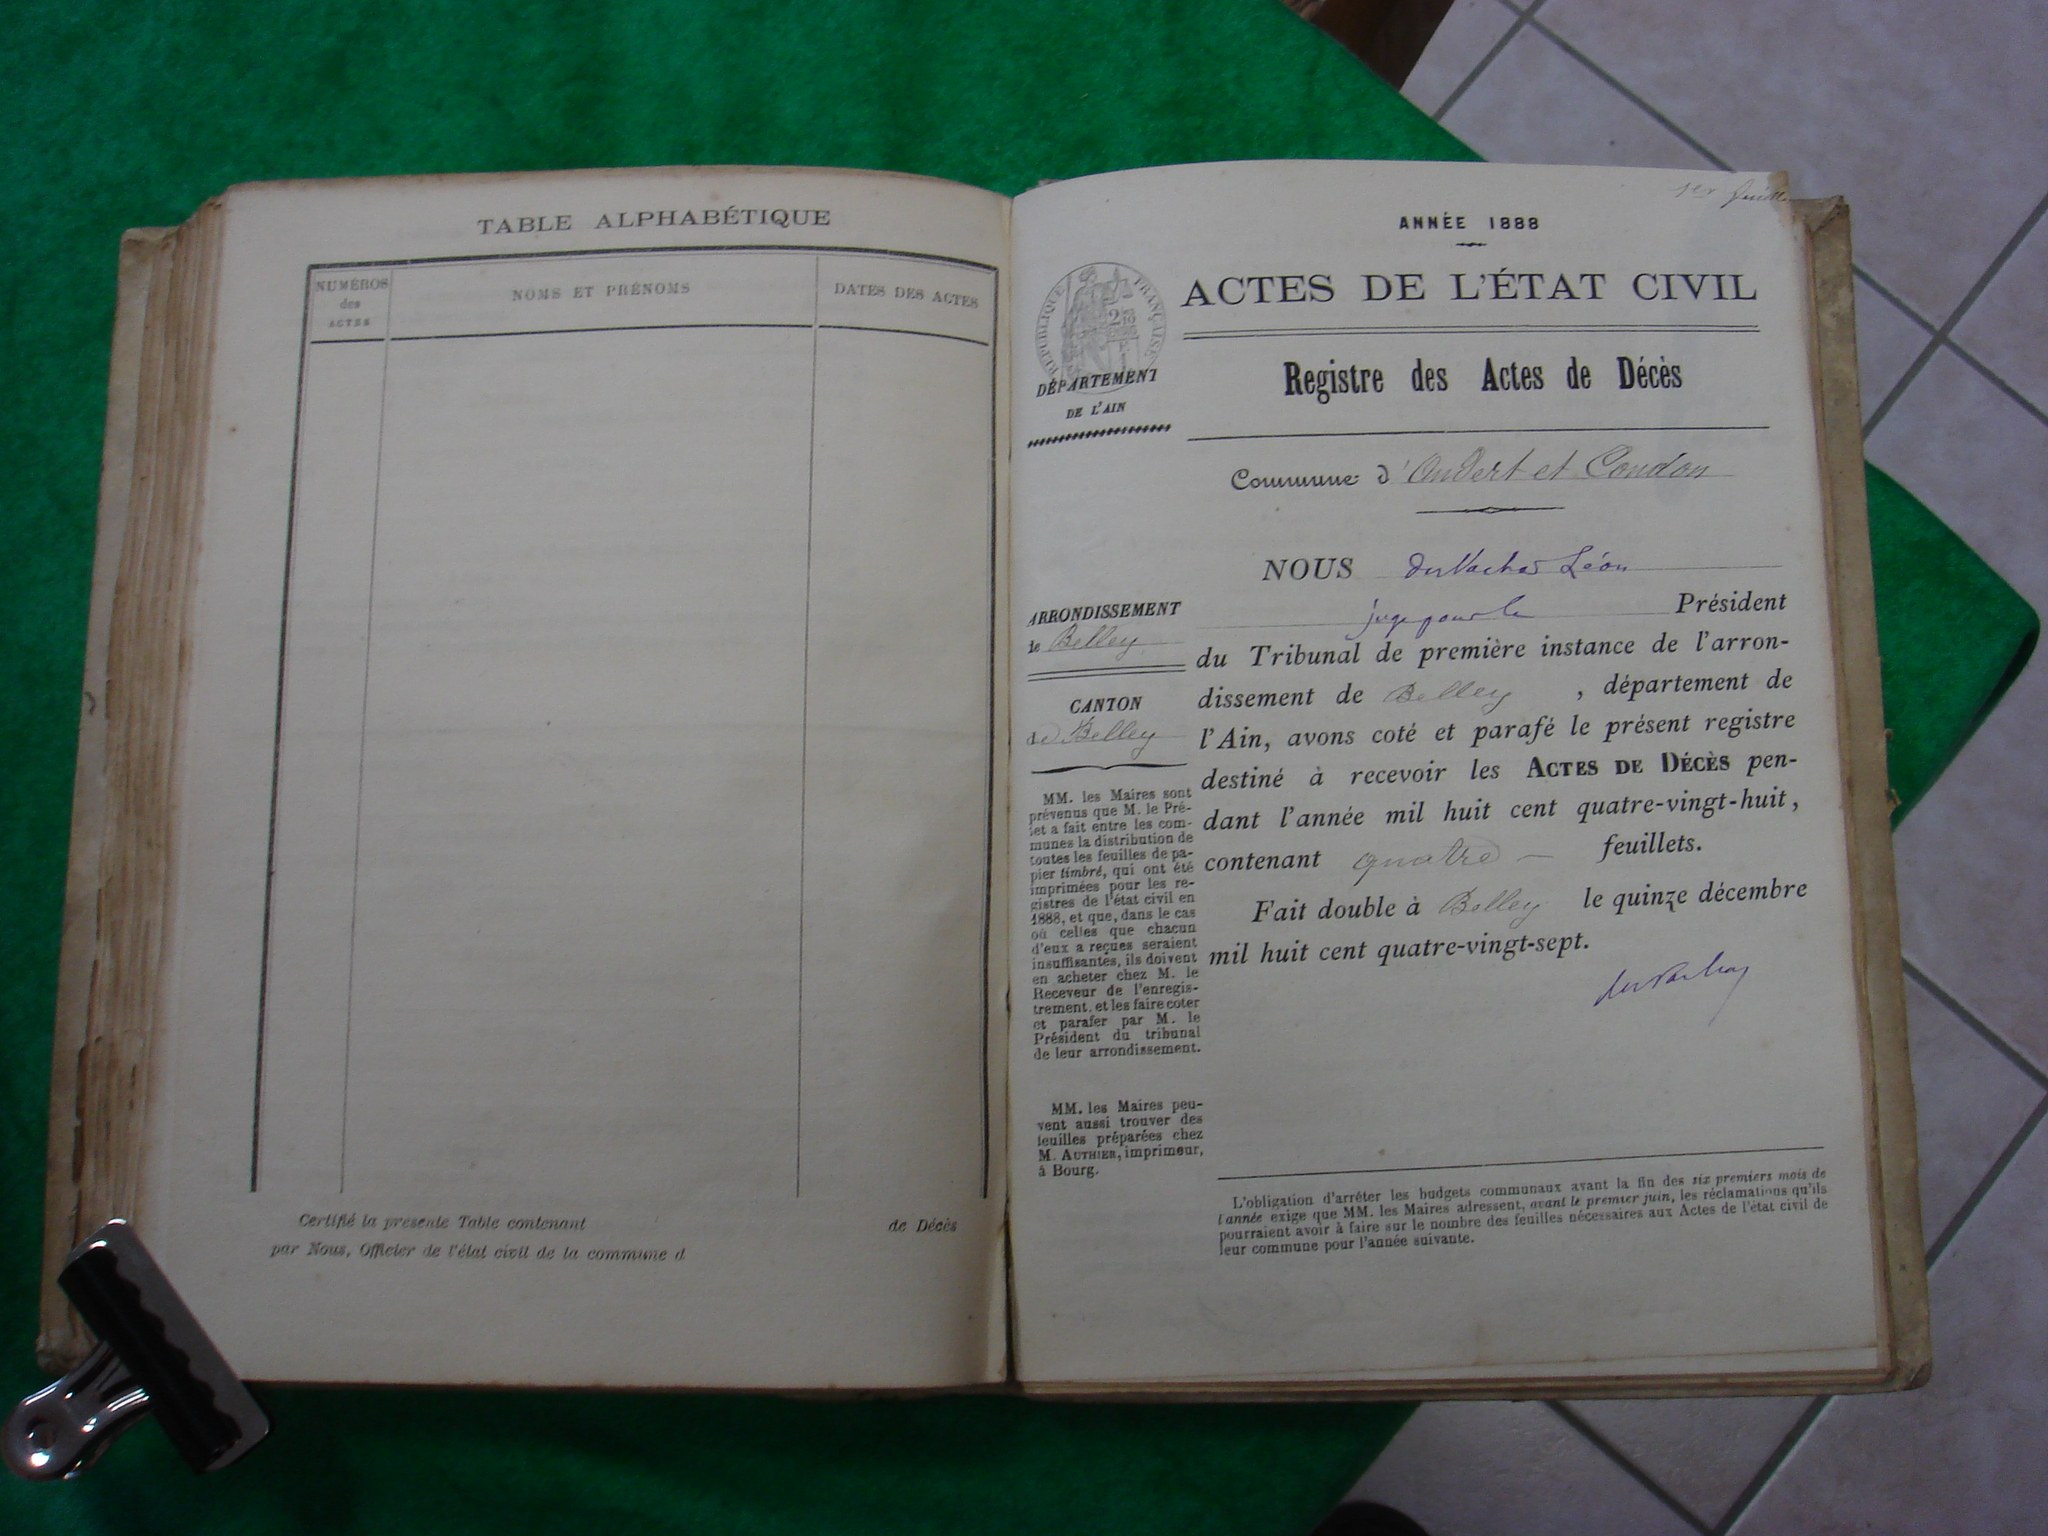 TABLE ALPHABÉTIQUE
NUMÉROS
des
ACTES
NOMS ET PRÉNOMS
DATES DES ACTES
Certifié la présente Table contenant de Décès
par Nous, Officier de l'état civil de la commune d
1er feuill
ANNÉE 1888
RÉPUBLIQUE FRANÇAISE
ACTES DE L'ÉTAT CIVIL
DÉPARTEMENT
DE L'AIN
Registre des Actes de Décès
Commune d'Andert et Condon
NOUS Léon
juge pour le Président
du Tribunal de première instance de l'arron-
dissement de Belley, département de
l'Ain, avons coté et parafé le présent registre
destiné à recevoir les ACTES DE DÉCÈS pen-
dant l'année mil huit cent quatre-vingt-huit,
contenant quatre — feuillets.
Fait double à Belley le quinze décembre
mil huit cent quatre-vingt-sept.
ARRONDISSEMENT
de Belley
CANTON
de Belley
MM. les Maires sont
prévenus que M. le Pré-
fet a fait entre les com-
munes la distribution de
toutes les feuilles de pa-
pier timbré, qui ont été
imprimées pour les re-
gistres de l'état civil en
1888, et que, dans le cas
où celles que chacun
d'eux a reçues seraient
insuffisantes, ils doivent
en acheter chez M. le
Receveur de l'enregis-
trement, et les faire coter
et parafer par M. le
Président du tribunal
de leur arrondissement.
MM. les Maires peu-
vent aussi trouver des
feuilles préparées chez
M. AUTHIER, imprimeur,
à Bourg.
L'obligation d'arrêter les budgets communaux avant la fin des six premiers mois de
l'année exige que MM. les Maires adressent, avant le premier juin, les réclamations qu'ils
pourraient avoir à faire sur le nombre des feuilles nécessaires aux Actes de l'état civil de
leur commune pour l'année suivante.